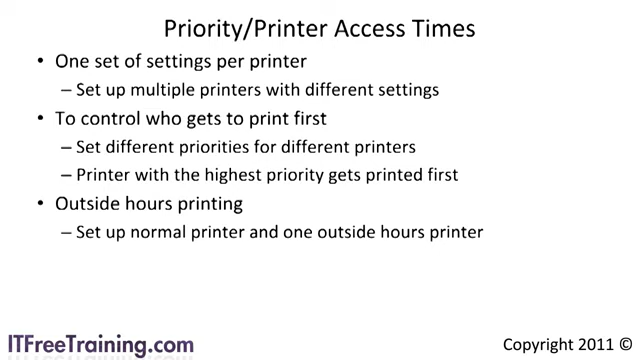 Priority/Printer Access Times
• One set of settings per printer
– Set up multiple printers with different settings
• To control who gets to print first
– Set different priorities for different printers
– Printer with the highest priority gets printed first
• Outside hours printing
– Set up normal printer and one outside hours printer
ITFreeTraining.com
Copyright 2011 ©